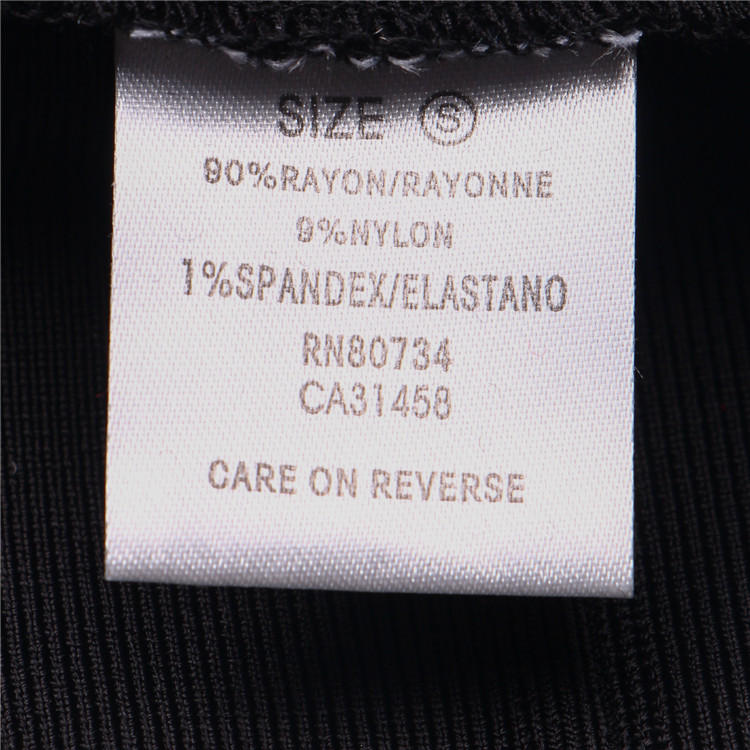 SIZE Ⓢ
90%RAYON/RAYONNE
9%NYLON
1%SPANDEX/ELASTANO
RN80734
CA31458
CARE ON REVERSE